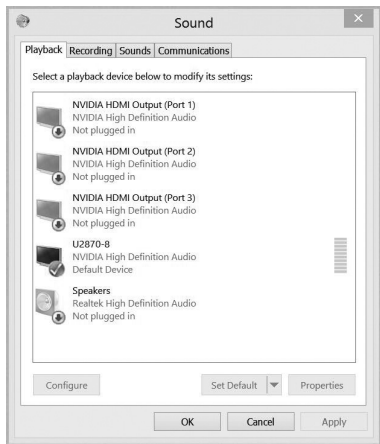 Sound
Playback Recording Sounds Communications
Select a playback device below to modify its settings:
NVIDIA HDMI Output (Port 1)
NVIDIA High Definition Audio
Not plugged in
NVIDIA HDMI Output (Port 2)
NVIDIA High Definition Audio
Not plugged in
NVIDIA HDMI Output (Port 3)
NVIDIA High Definition Audio
Not plugged in
U2870-8
NVIDIA High Definition Audio
Default Device
Speakers
Realtek High Definition Audio
Not plugged in
Configure Set Default Properties
OK Cancel Apply